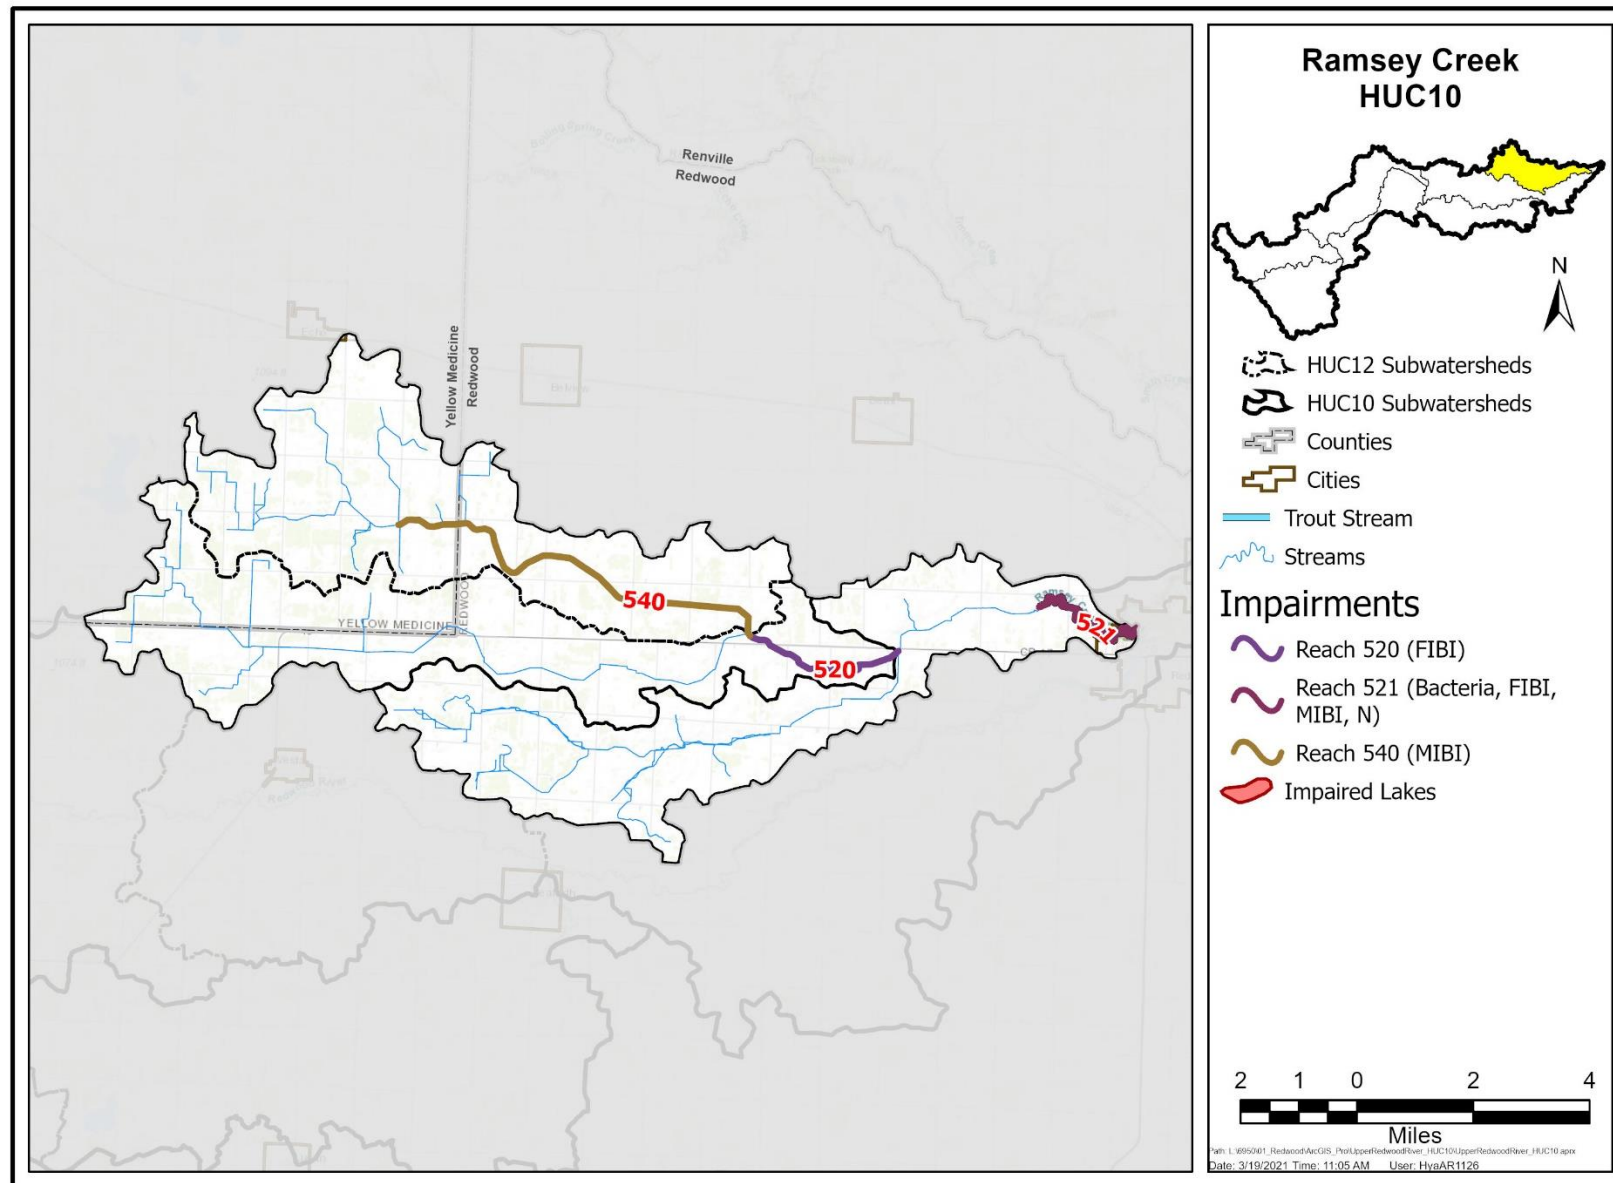 Ramsey Creek
HUC10
N
HUC12 Subwatersheds
HUC10 Subwatersheds
Counties
Cities
Trout Stream
Streams
Impairments
Reach 520 (FIBI)
Reach 521 (Bacteria, FIBI,
MIBI, N)
Reach 540 (MIBI)
Impaired Lakes
2 1 0 2 4
Miles
Date: 3/19/2021 Time: 11:05 AM User: HyaAR1126
Renville
Redwood
Yellow Medicine
Redwood
540
YELLOW MEDICINE
REDWOOD
520
Ramsey
521